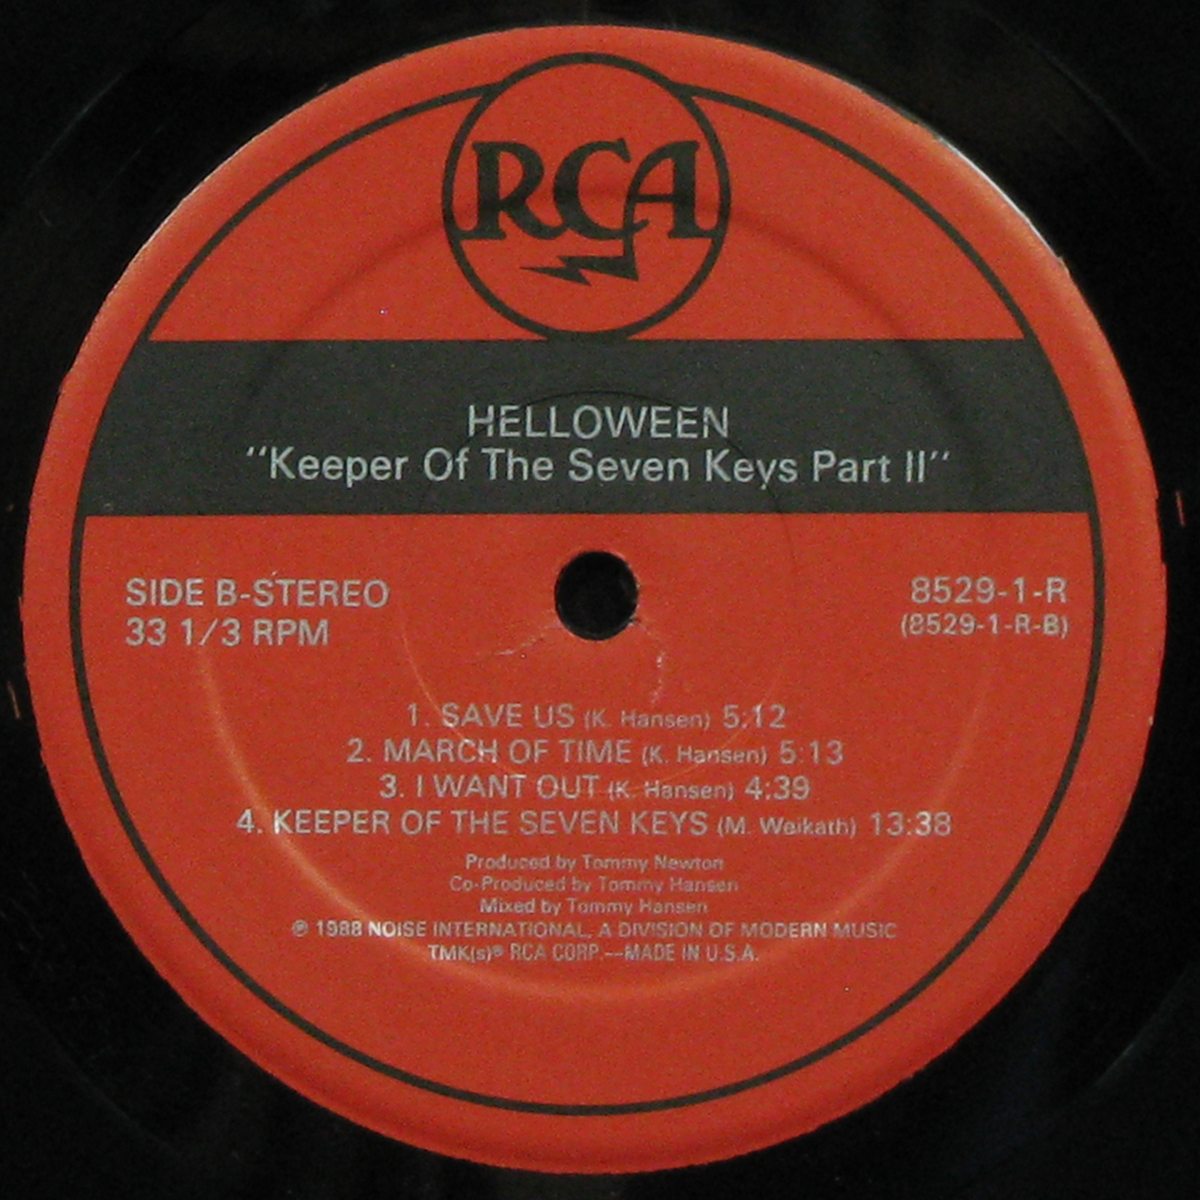 RCA
HELLOWEEN
"Keeper Of The Seven Keys Part II"
SIDE B-STEREO
33 1/3 RPM
8529-1-R
(8529-1-R-B)
1. SAVE US (K. Hansen) 5:12
2. MARCH OF TIME (K. Hansen) 5:13
3. I WANT OUT (K. Hansen) 4:39
4. KEEPER OF THE SEVEN KEYS (M. Weikath) 13:38
Produced by Tommy Newton
Co-Produced by Tommy Hansen
Mixed by Tommy Hansen
℗ 1988 NOISE INTERNATIONAL, A DIVISION OF MODERN MUSIC
TMK(s)® RCA CORP.—MADE IN U.S.A.